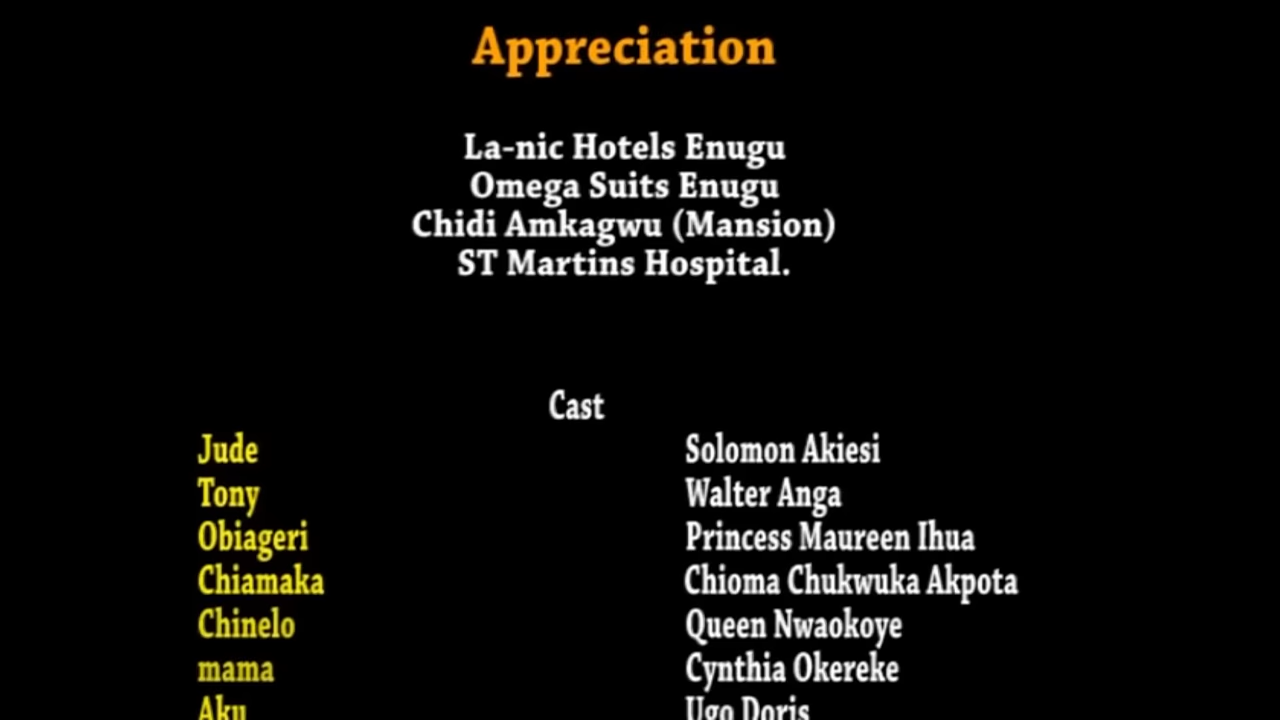 Appreciation
La-nic Hotels Enugu
Omega Suits Enugu
Chidi Amkagwu (Mansion)
ST Martins Hospital.
Cast
Jude Solomon Akiesi
Tony Walter Anga
Obiageri Princess Maureen Ihua
Chiamaka Chioma Chukwuka Akpota
Chinelo Queen Nwaokoye
mama Cynthia Okereke
Aku Ugo Doris